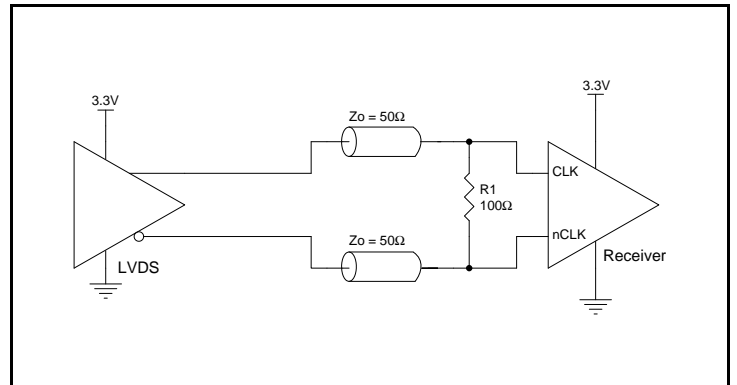 3.3V
3.3V
Zo = 50Ω
CLK
R1
100Ω
nCLK
Zo = 50Ω
LVDS
Receiver